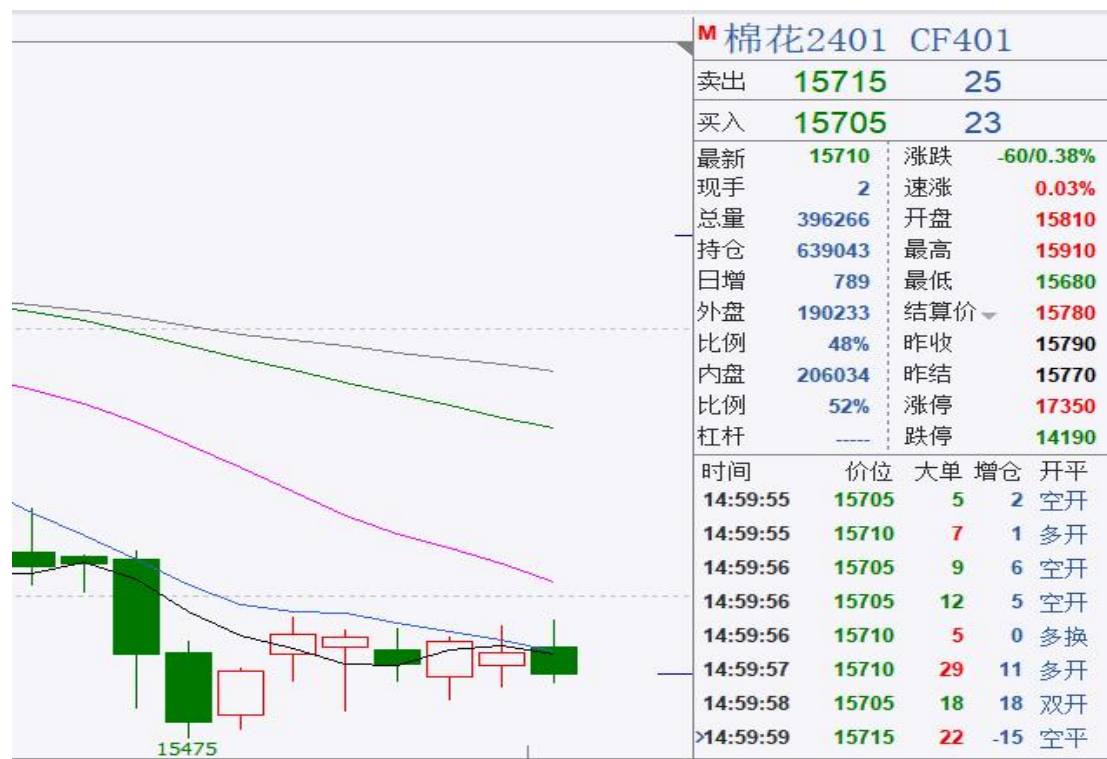 M 棉花2401 CF401
卖出 15715 25
买入 15705 23
最新 15710 涨跌 -60/0.38%
现手 2 速涨 0.03%
总量 396266 开盘 15810
持仓 639043 最高 15910
日增 789 最低 15680
外盘 190233 结算价 15780
比例 48% 昨收 15790
内盘 206034 昨结 15770
比例 52% 涨停 17350
杠杆 ----- 跌停 14190
时间 价位 大单 增仓 开平
14:59:55 15705 5 2 空开
14:59:55 15710 7 1 多开
14:59:56 15705 9 6 空开
14:59:56 15705 12 5 空开
14:59:56 15710 5 0 多换
14:59:57 15710 29 11 多开
14:59:58 15705 18 18 双开
>14:59:59 15715 22 -15 空平
15475